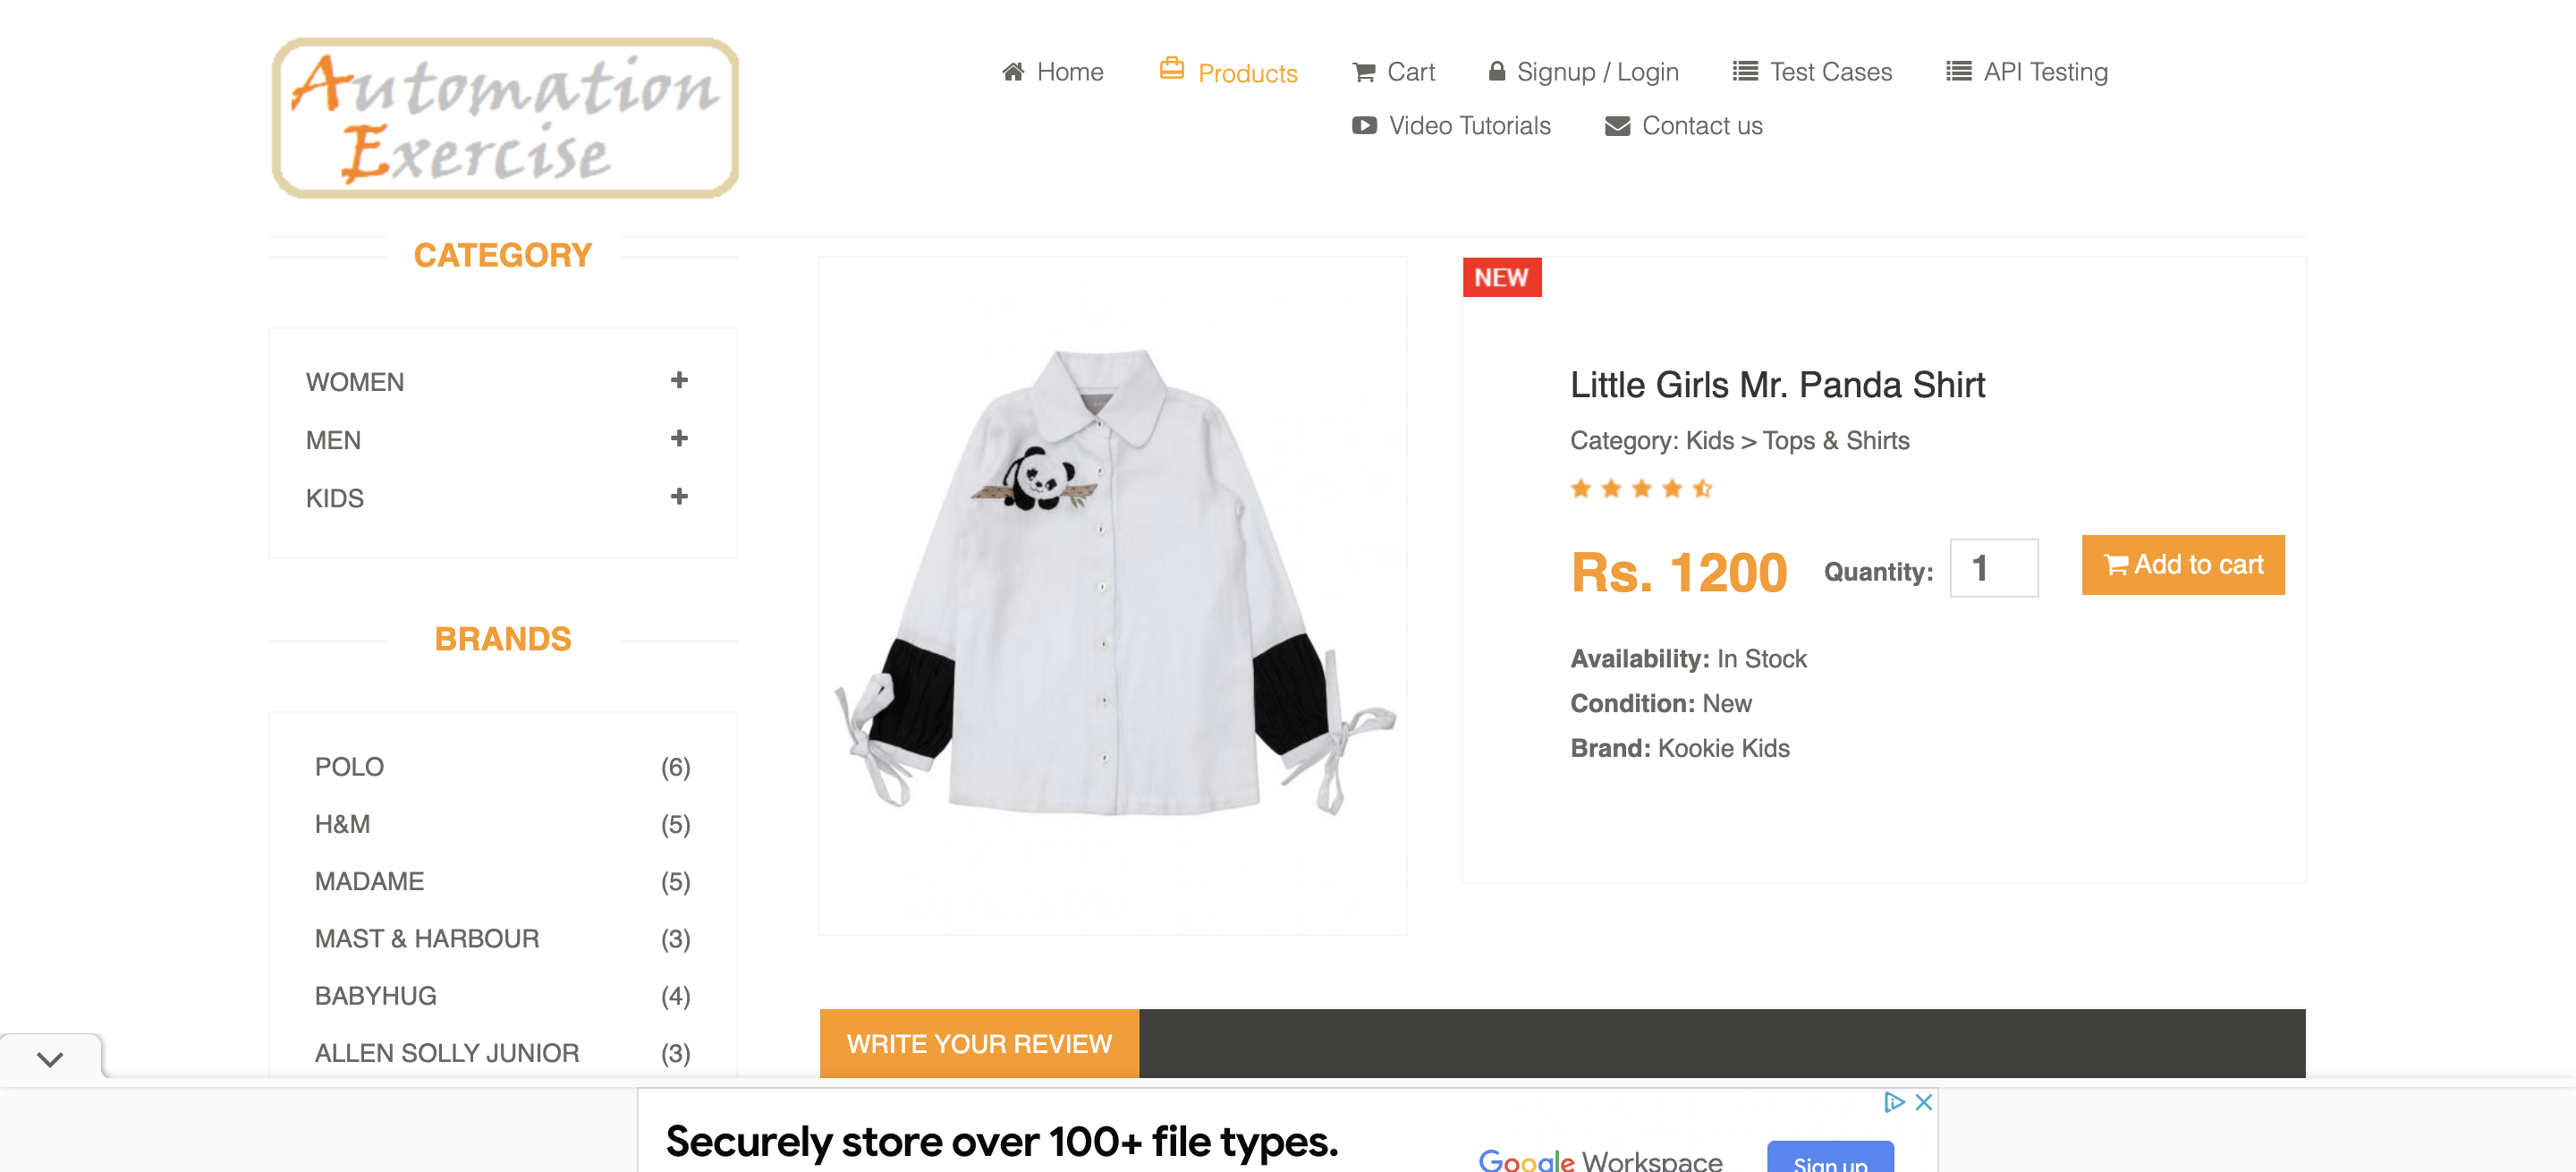 Automation
Exercise
Home
Products
Cart
Signup / Login
Test Cases
API Testing
Video Tutorials
Contact us
CATEGORY
WOMEN
MEN
KIDS
BRANDS
POLO (6)
H&M (5)
MADAME (5)
MAST & HARBOUR (3)
BABYHUG (4)
ALLEN SOLLY JUNIOR (3)
NEW
Little Girls Mr. Panda Shirt
Category: Kids > Tops & Shirts
Rs. 1200 Quantity: 1 Add to cart
Availability: In Stock
Condition: New
Brand: Kookie Kids
WRITE YOUR REVIEW
Securely store over 100+ file types.
Google Workspace
Sign up